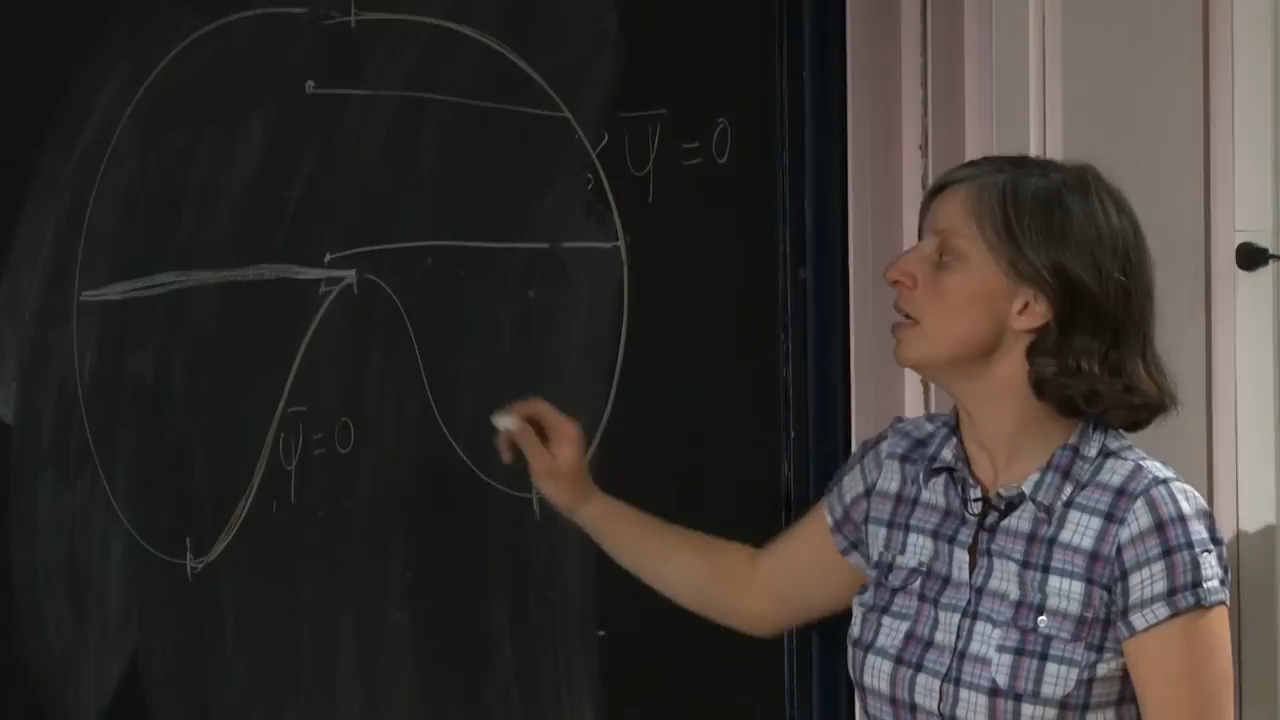 ψ̅ = 0
ψ̅ = 0